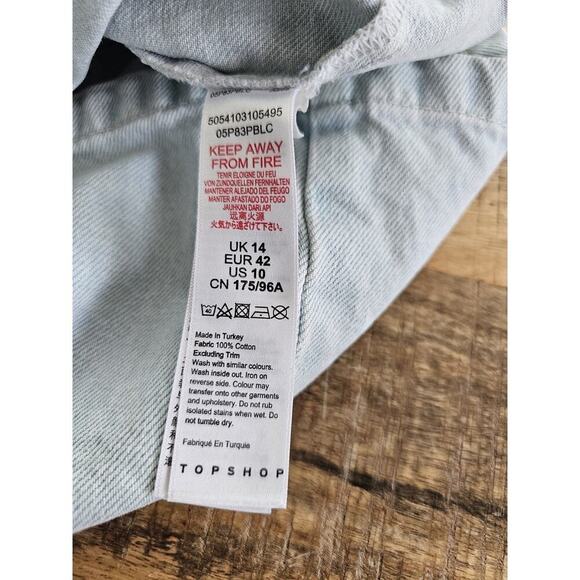 05P83PBLC
5054103105495
05P83PBLC
KEEP AWAY
FROM FIRE
TENIR ELOIGNE DU FEU
VON ZUNDQUELLEN FERNHALTEN
MANTENER ALEJADO DEL FEUGO
MANTER AFASTADO DO FOGO
JAUHKAN DARI API
远离火源
火気から遠ざけて下さい。
UK 14
EUR 42
US 10
CN 175/96A
40
Made In Turkey
Fabric 100% Cotton
Excluding Trim
Wash with similar colours.
Wash inside out. Iron on
reverse side. Colour may
transfer onto other garments
and upholstery. Do not rub
isolated stains when wet. Do
not tumble dry.
Fabriqué En Turquie
TOPSHOP